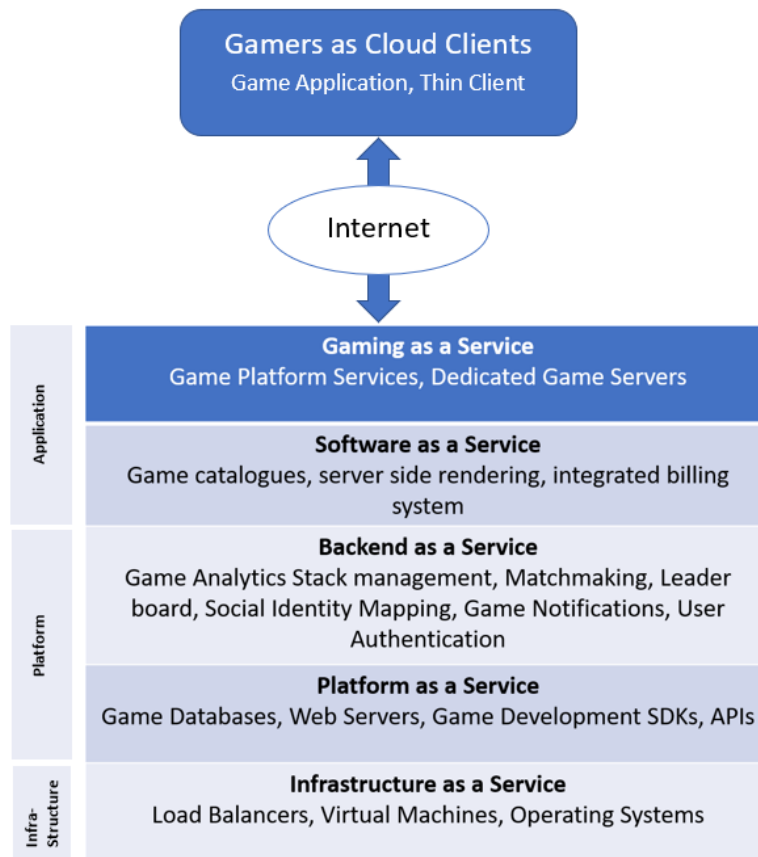 Gamers as Cloud Clients
Game Application, Thin Client
Internet
Application
Gaming as a Service
Game Platform Services, Dedicated Game Servers
Software as a Service
Game catalogues, server side rendering, integrated billing
system
Platform
Backend as a Service
Game Analytics Stack management, Matchmaking, Leader
board, Social Identity Mapping, Game Notifications, User
Authentication
Platform as a Service
Game Databases, Web Servers, Game Development SDKs, APIs
Infra-
Structure
Infrastructure as a Service
Load Balancers, Virtual Machines, Operating Systems